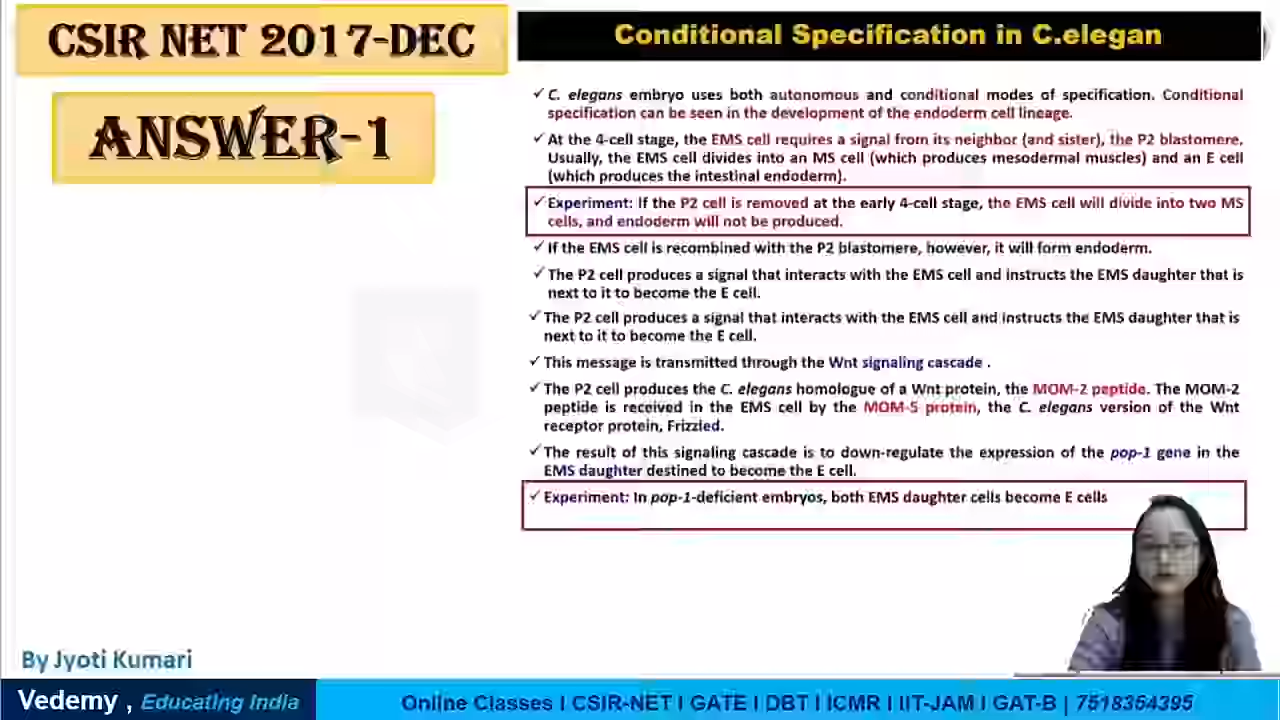 CSIR NET 2017-DEC
ANSWER-1
Conditional Specification in C.elegan
✓ C. elegans embryo uses both autonomous and conditional modes of specification. Conditional
specification can be seen in the development of the endoderm cell lineage.
✓ At the 4-cell stage, the EMS cell requires a signal from its neighbor (and sister), the P2 blastomere.
Usually, the EMS cell divides into an MS cell (which produces mesodermal muscles) and an E cell
(which produces the intestinal endoderm).
✓ Experiment: If the P2 cell is removed at the early 4-cell stage, the EMS cell will divide into two MS
cells, and endoderm will not be produced.
✓ If the EMS cell is recombined with the P2 blastomere, however, it will form endoderm.
✓ The P2 cell produces a signal that interacts with the EMS cell and instructs the EMS daughter that is
next to it to become the E cell.
✓ The P2 cell produces a signal that interacts with the EMS cell and instructs the EMS daughter that is
next to it to become the E cell.
✓ This message is transmitted through the Wnt signaling cascade .
✓ The P2 cell produces the C. elegans homologue of a Wnt protein, the MOM-2 peptide. The MOM-2
peptide is received in the EMS cell by the MOM-5 protein, the C. elegans version of the Wnt
receptor protein, Frizzled.
✓ The result of this signaling cascade is to down-regulate the expression of the pop-1 gene in the
EMS daughter destined to become the E cell.
✓ Experiment: In pop-1-deficient embryos, both EMS daughter cells become E cells
By Jyoti Kumari
Vedemy , Educating India
Online Classes I CSIR-NET I GATE I DBT I ICMR I IIT-JAM I GAT-B | 7518354395